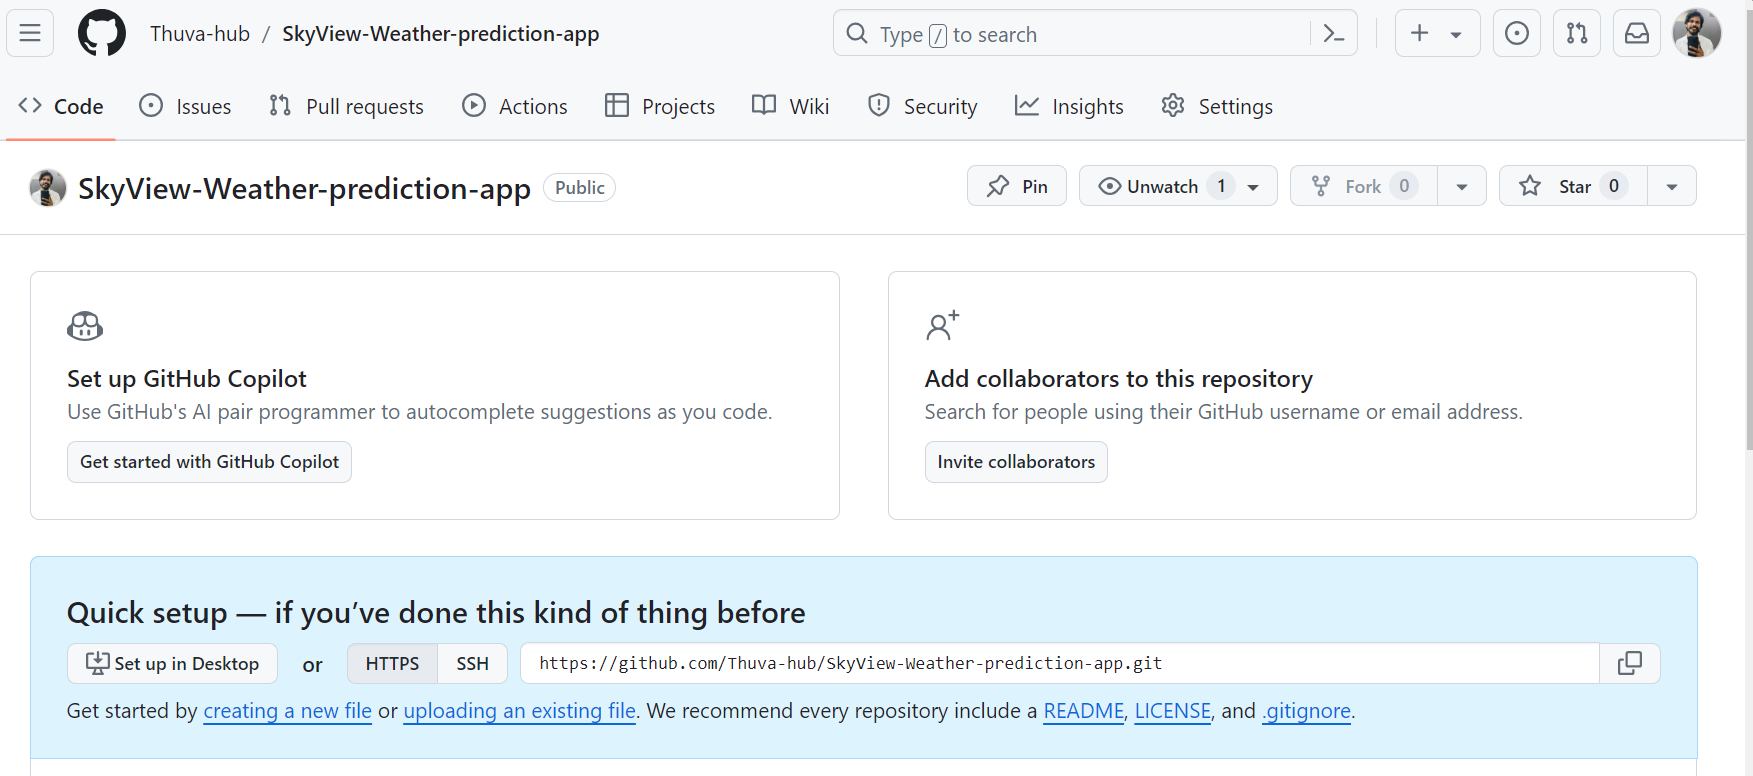 Thuva-hub / SkyView-Weather-prediction-app
Type / to search
Code Issues Pull requests Actions Projects Wiki Security Insights Settings
SkyView-Weather-prediction-app Public
Pin Unwatch 1 Fork 0 Star 0
Set up GitHub Copilot
Use GitHub's AI pair programmer to autocomplete suggestions as you code.
Get started with GitHub Copilot
Add collaborators to this repository
Search for people using their GitHub username or email address.
Invite collaborators
Quick setup — if you’ve done this kind of thing before
Set up in Desktop or HTTPS SSH https://github.com/Thuva-hub/SkyView-Weather-prediction-app.git
Get started by creating a new file or uploading an existing file. We recommend every repository include a README, LICENSE, and .gitignore.